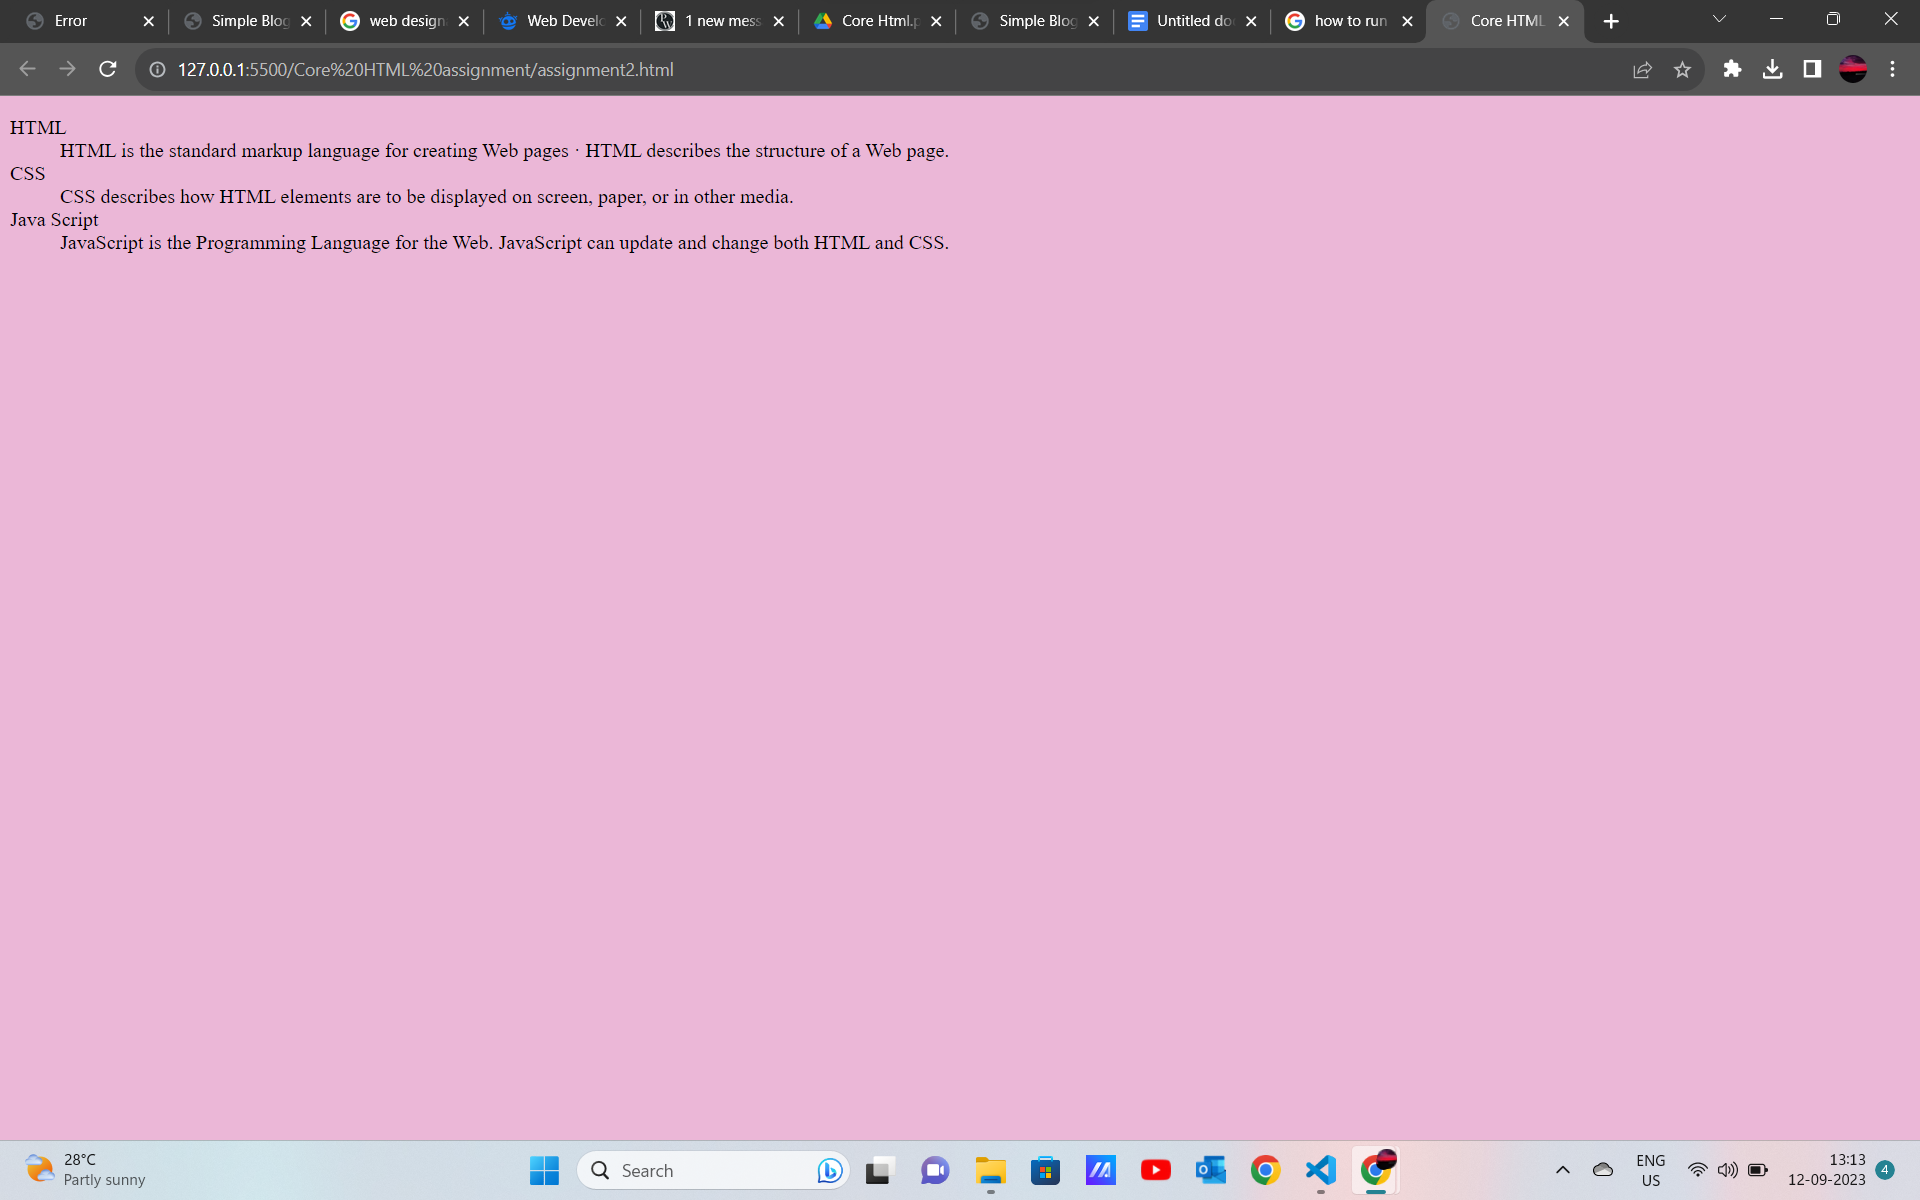 Error
Simple Blog
web design
Web Develo
1 new mess
Core Html.p
Simple Blog
Untitled do
how to run
Core HTML
127.0.0.1:5500/Core%20HTML%20assignment/assignment2.html
HTML
HTML is the standard markup language for creating Web pages · HTML describes the structure of a Web page.
CSS
CSS describes how HTML elements are to be displayed on screen, paper, or in other media.
Java Script
JavaScript is the Programming Language for the Web. JavaScript can update and change both HTML and CSS.
28°C
Partly sunny
Search
ENG
US
13:13
12-09-2023
4